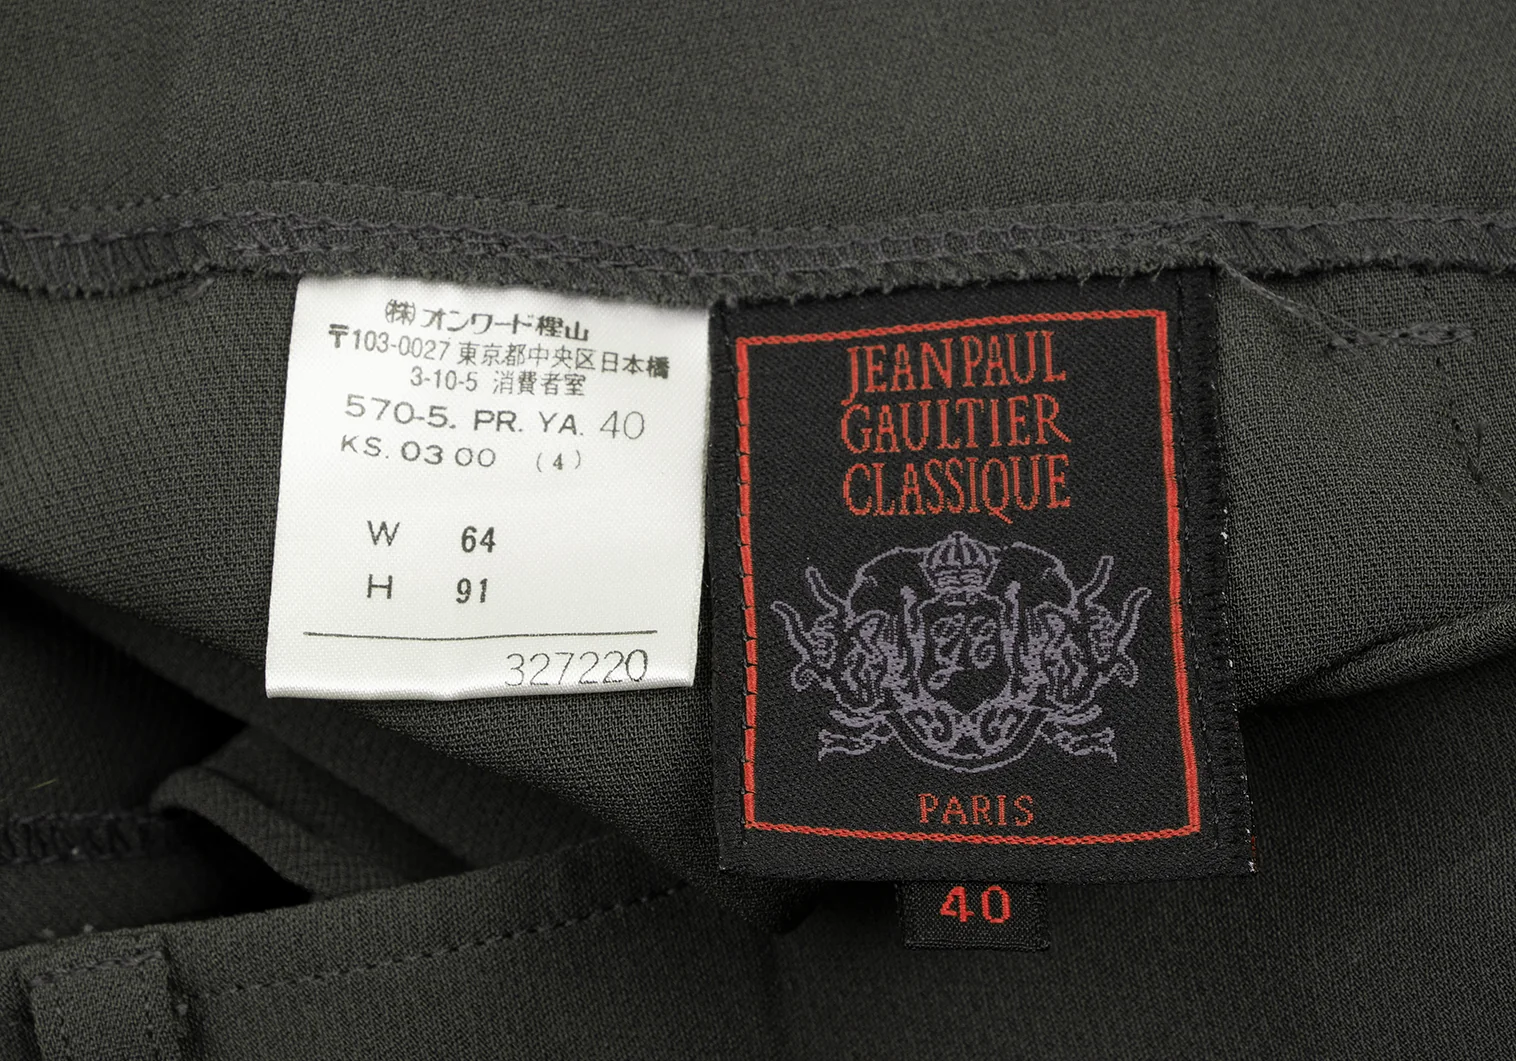 ㈱オンワード樫山
〒103-0027 東京都中央区日本橋
3-10-5 消費者室
570-5. PR. YA. 40
KS. 03 00 (4)
W 64
H 91
327220
JEAN PAUL
GAULTIER
CLASSIQUE
PARIS
40